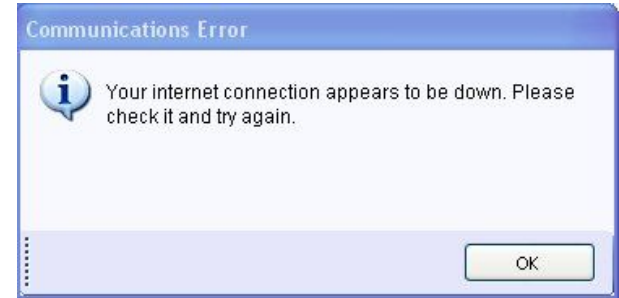 Communications Error
Your internet connection appears to be down. Please
check it and try again.
OK